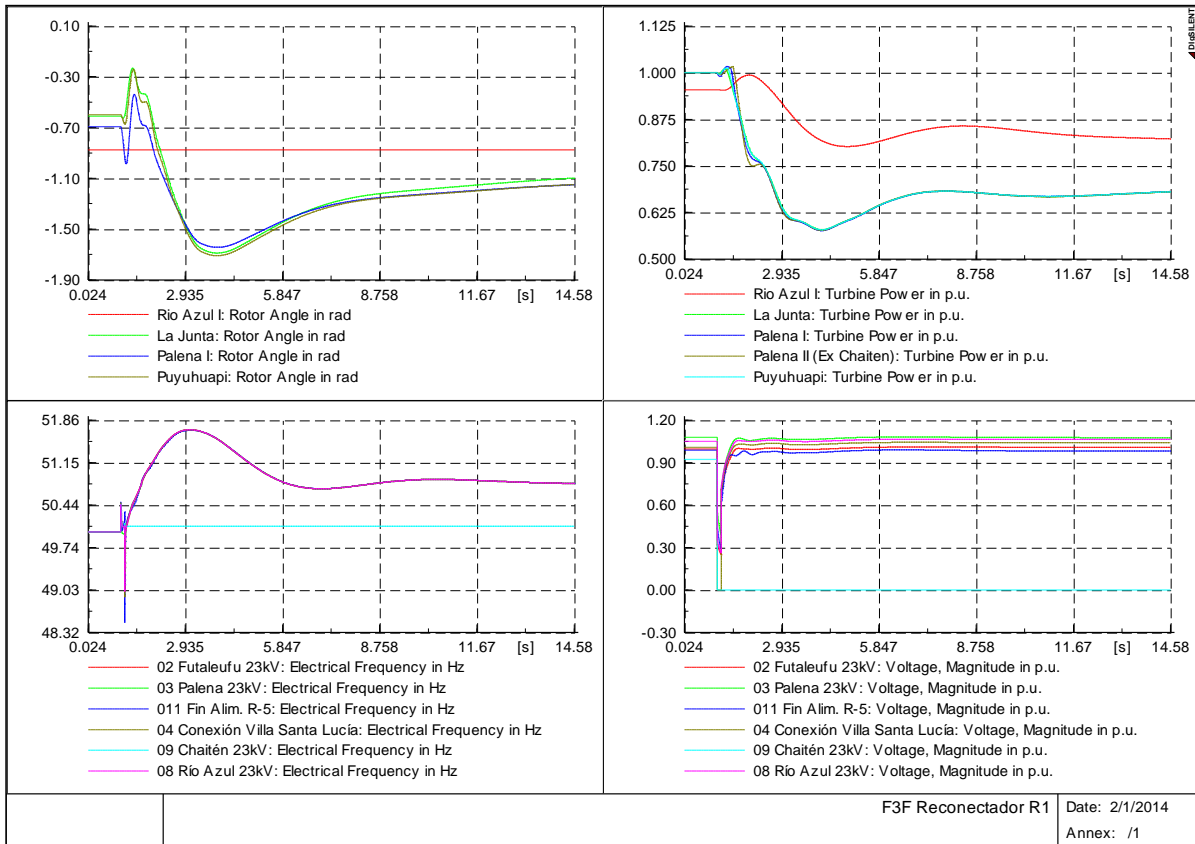 0.10
-0.30
-0.70
-1.10
-1.50
-1.90
0.024 2.935 5.847 8.758 11.67 [s] 14.58
Rio Azul I: Rotor Angle in rad
La Junta: Rotor Angle in rad
Palena I: Rotor Angle in rad
Puyuhuapi: Rotor Angle in rad
1.125
1.000
0.875
0.750
0.625
0.500
0.024 2.935 5.847 8.758 11.67 [s] 14.58
Rio Azul I: Turbine Power in p.u.
La Junta: Turbine Power in p.u.
Palena I: Turbine Power in p.u.
Palena II (Ex Chaiten): Turbine Power in p.u.
Puyuhuapi: Turbine Power in p.u.
DIgSILENT
51.86
51.15
50.44
49.74
49.03
48.32
0.024 2.935 5.847 8.758 11.67 [s] 14.58
02 Futaleufu 23kV: Electrical Frequency in Hz
03 Palena 23kV: Electrical Frequency in Hz
011 Fin Alim. R-5: Electrical Frequency in Hz
04 Conexión Villa Santa Lucía: Electrical Frequency in Hz
09 Chaitén 23kV: Electrical Frequency in Hz
08 Río Azul 23kV: Electrical Frequency in Hz
1.20
0.90
0.60
0.30
0.00
-0.30
0.024 2.935 5.847 8.758 11.67 [s] 14.58
02 Futaleufu 23kV: Voltage, Magnitude in p.u.
03 Palena 23kV: Voltage, Magnitude in p.u.
011 Fin Alim. R-5: Voltage, Magnitude in p.u.
04 Conexión Villa Santa Lucía: Voltage, Magnitude in p.u.
09 Chaitén 23kV: Voltage, Magnitude in p.u.
08 Río Azul 23kV: Voltage, Magnitude in p.u.
F3F Reconectador R1
Date: 2/1/2014
Annex: /1